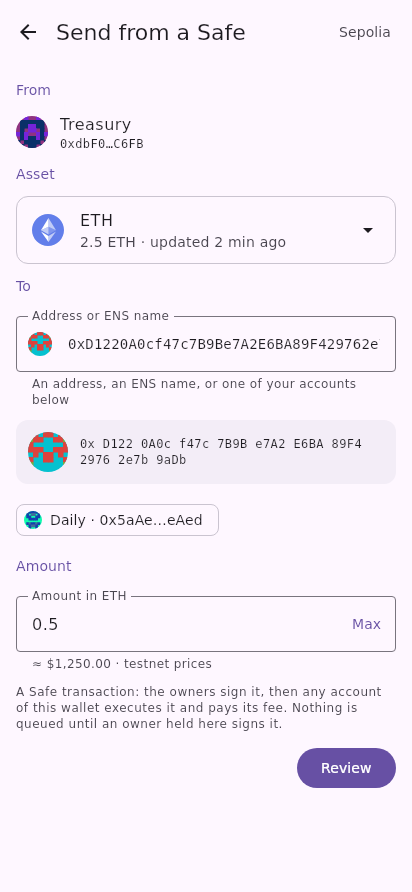 Send from a Safe
Sepolia
From
Treasury
0xdbF0…C6FB
Asset
ETH
2.5 ETH · updated 2 min ago
To
Address or ENS name
0xD1220A0cf47c7B9Be7A2E6BA89F429762e
An address, an ENS name, or one of your accounts
below
0x D122 0A0c f47c 7B9B e7A2 E6BA 89F4
2976 2e7b 9aDb
Daily · 0x5aAe…eAed
Amount
Amount in ETH
0.5
Max
≈ $1,250.00 · testnet prices
A Safe transaction: the owners sign it, then any account
of this wallet executes it and pays its fee. Nothing is
queued until an owner held here signs it.
Review